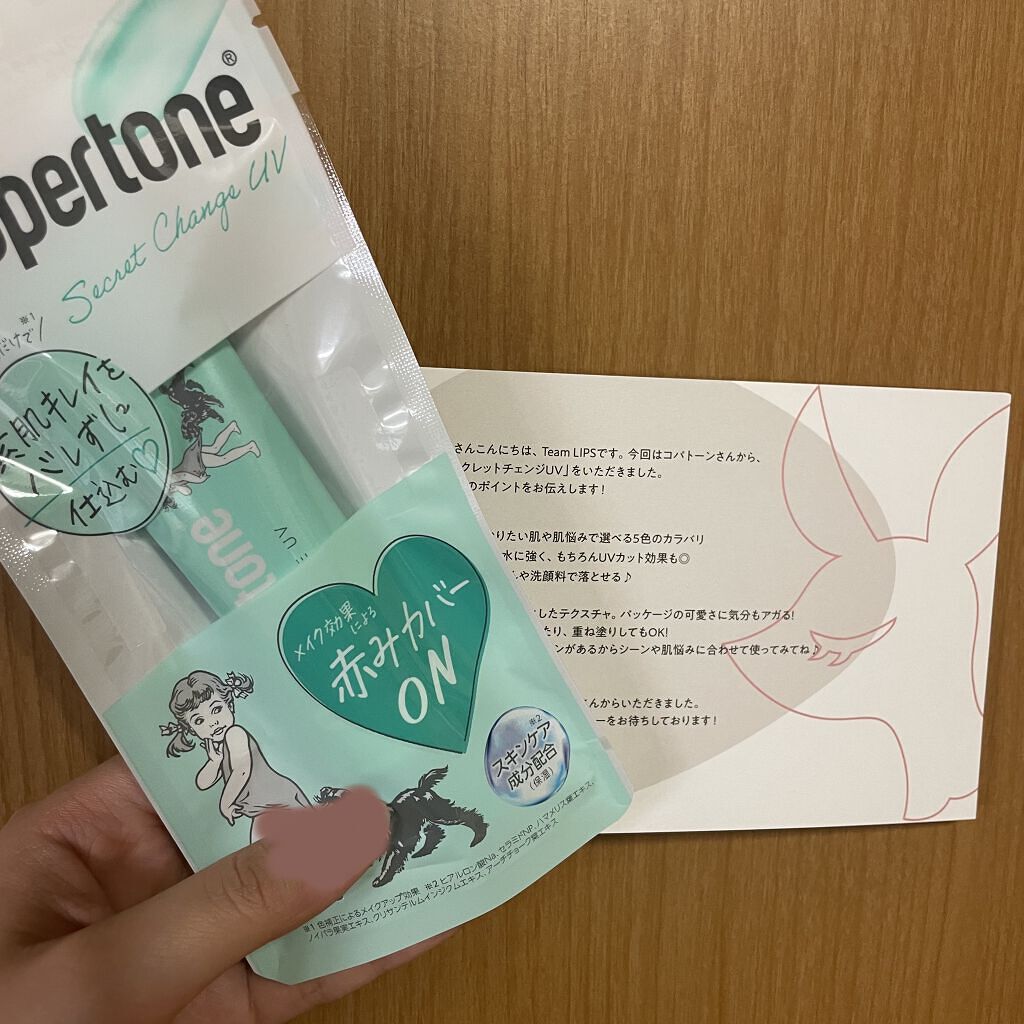 pertone®
Secret Change UV
だけで!
※1
素肌キレイを
バレずに
仕込む♡
one
UV
メイク効果
による
赤みカバー
ON
※2
スキンケア
成分配合
(保湿)
※1 色補正によるメイクアップ効果 ※2 ヒアルロン酸Na、セラミドNP、ハマメリス葉エキス、
ノイバラ果実エキス、クリサンテルムインジクムエキス、アーチチョーク葉エキス
さんこんにちは、Team LIPSです。今回はコパトーンさんから、
クレットチェンジUV」をいただきました。
のポイントをお伝えします!
りたい肌や肌悩みで選べる5色のカラバリ
水に強く、もちろんUVカット効果も◎
や洗顔料で落とせる♪
したテクスチャ。パッケージの可愛さに気分もアガる!
たり、重ね塗りしてもOK!
ンがあるからシーンや肌悩みに合わせて使ってみてね♪
さんからいただきました。
ーをお待ちしております!